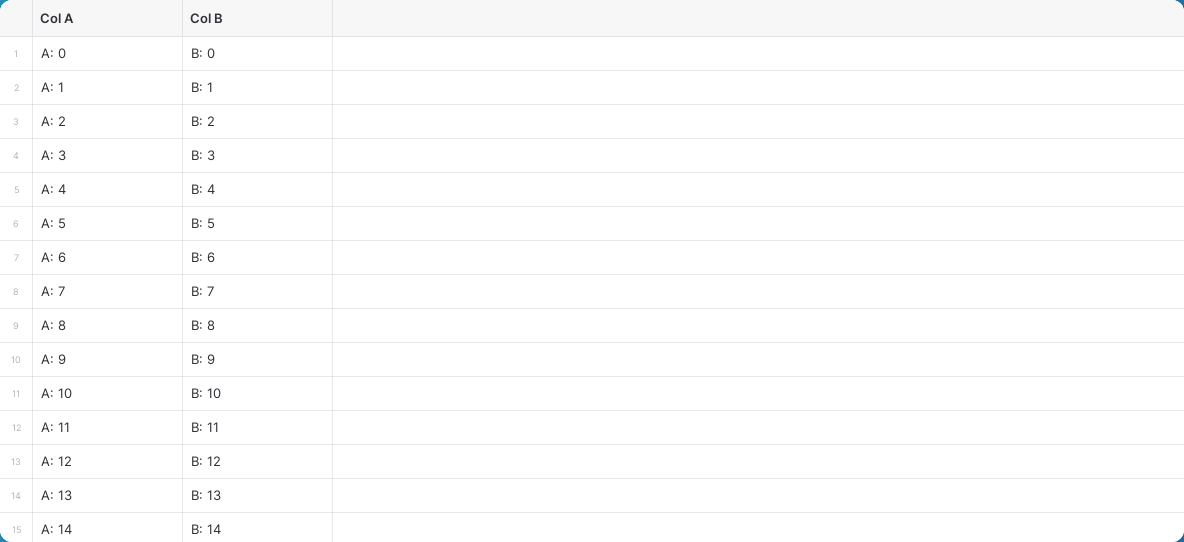 Col A Col B
1 A: 0 B: 0
2 A: 1 B: 1
3 A: 2 B: 2
4 A: 3 B: 3
5 A: 4 B: 4
6 A: 5 B: 5
7 A: 6 B: 6
8 A: 7 B: 7
9 A: 8 B: 8
10 A: 9 B: 9
11 A: 10 B: 10
12 A: 11 B: 11
13 A: 12 B: 12
14 A: 13 B: 13
15 A: 14 B: 14